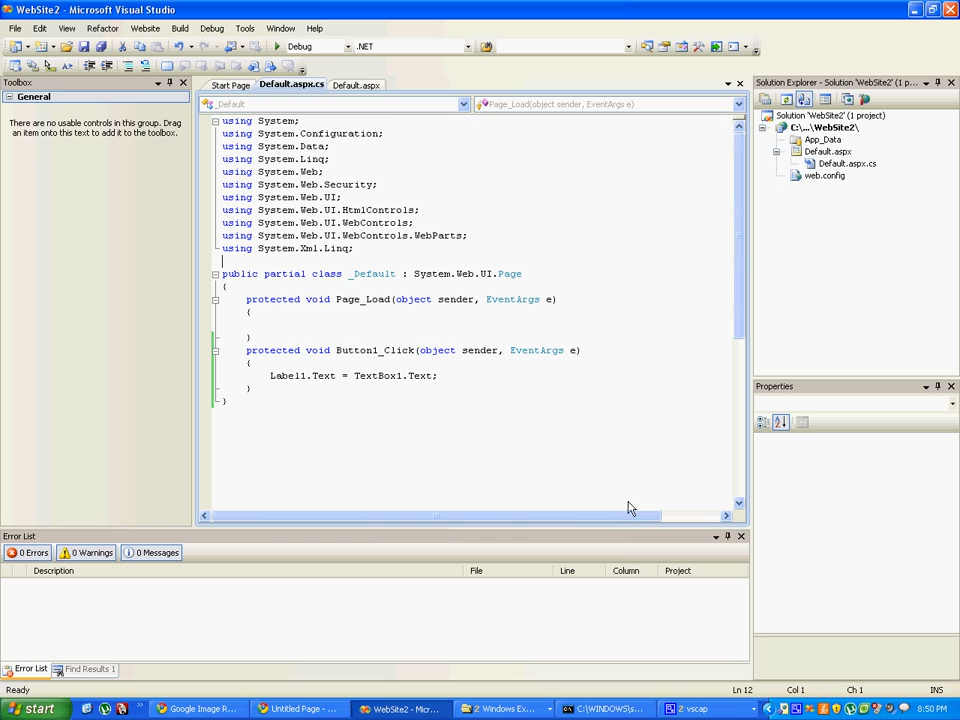 WebSite2 - Microsoft Visual Studio
File Edit View Refactor Website Build Debug Tools Window Help
Debug .NET
Toolbox
General
There are no usable controls in this group. Drag
an item onto this text to add it to the toolbox.
Start Page Default.aspx.cs Default.aspx
_Default Page_Load(object sender, EventArgs e)
using System;
using System.Configuration;
using System.Data;
using System.Linq;
using System.Web;
using System.Web.Security;
using System.Web.UI;
using System.Web.UI.HtmlControls;
using System.Web.UI.WebControls;
using System.Web.UI.WebControls.WebParts;
using System.Xml.Linq;
public partial class _Default : System.Web.UI.Page
{
protected void Page_Load(object sender, EventArgs e)
{
}
protected void Button1_Click(object sender, EventArgs e)
{
Label1.Text = TextBox1.Text;
}
}
Solution Explorer - Solution 'WebSite2' (1 p...
Solution 'WebSite2' (1 project)
C:\...\WebSite2\
App_Data
Default.aspx
Default.aspx.cs
web.config
Properties
Error List
0 Errors 0 Warnings 0 Messages
Description File Line Column Project
Error List Find Results 1
Ready Ln 12 Col 1 Ch 1 INS
start Google Image R... Untitled Page - ... WebSite2 - Micr... 2 Windows Ex... C:\WINDOWS\s... 2 vscap 8:50 PM